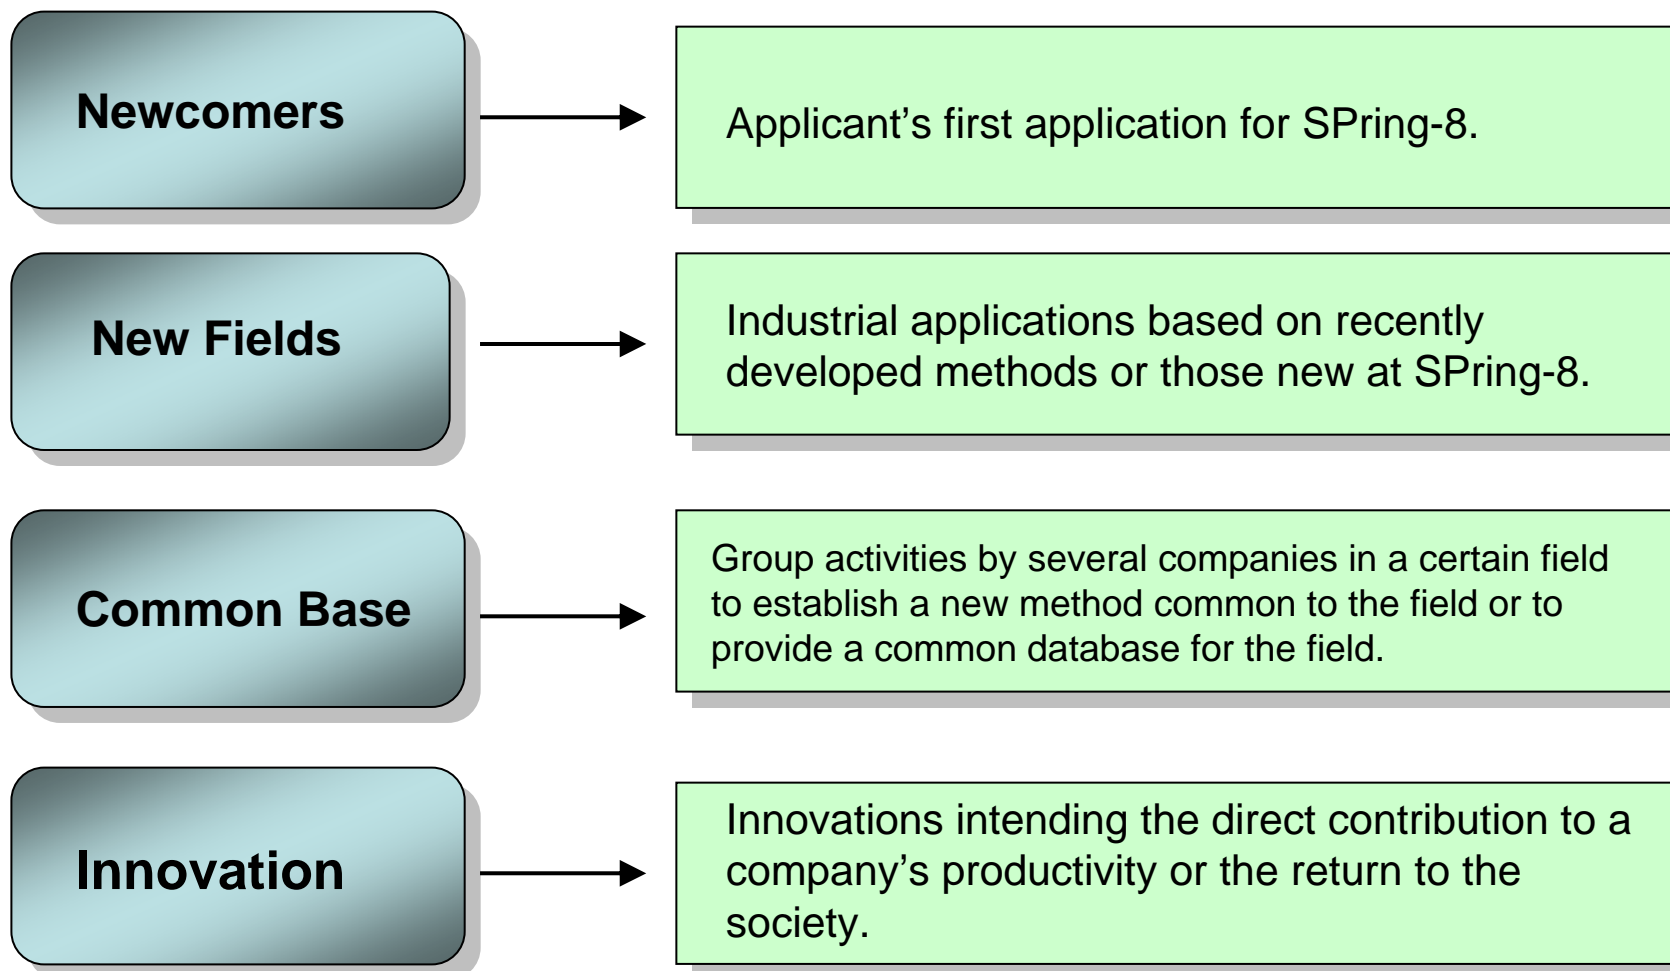 Newcomers
Applicant’s first application for SPring-8.
New Fields
Industrial applications based on recently
developed methods or those new at SPring-8.
Common Base
Group activities by several companies in a certain field
to establish a new method common to the field or to
provide a common database for the field.
Innovation
Innovations intending the direct contribution to a
company’s productivity or the return to the
society.